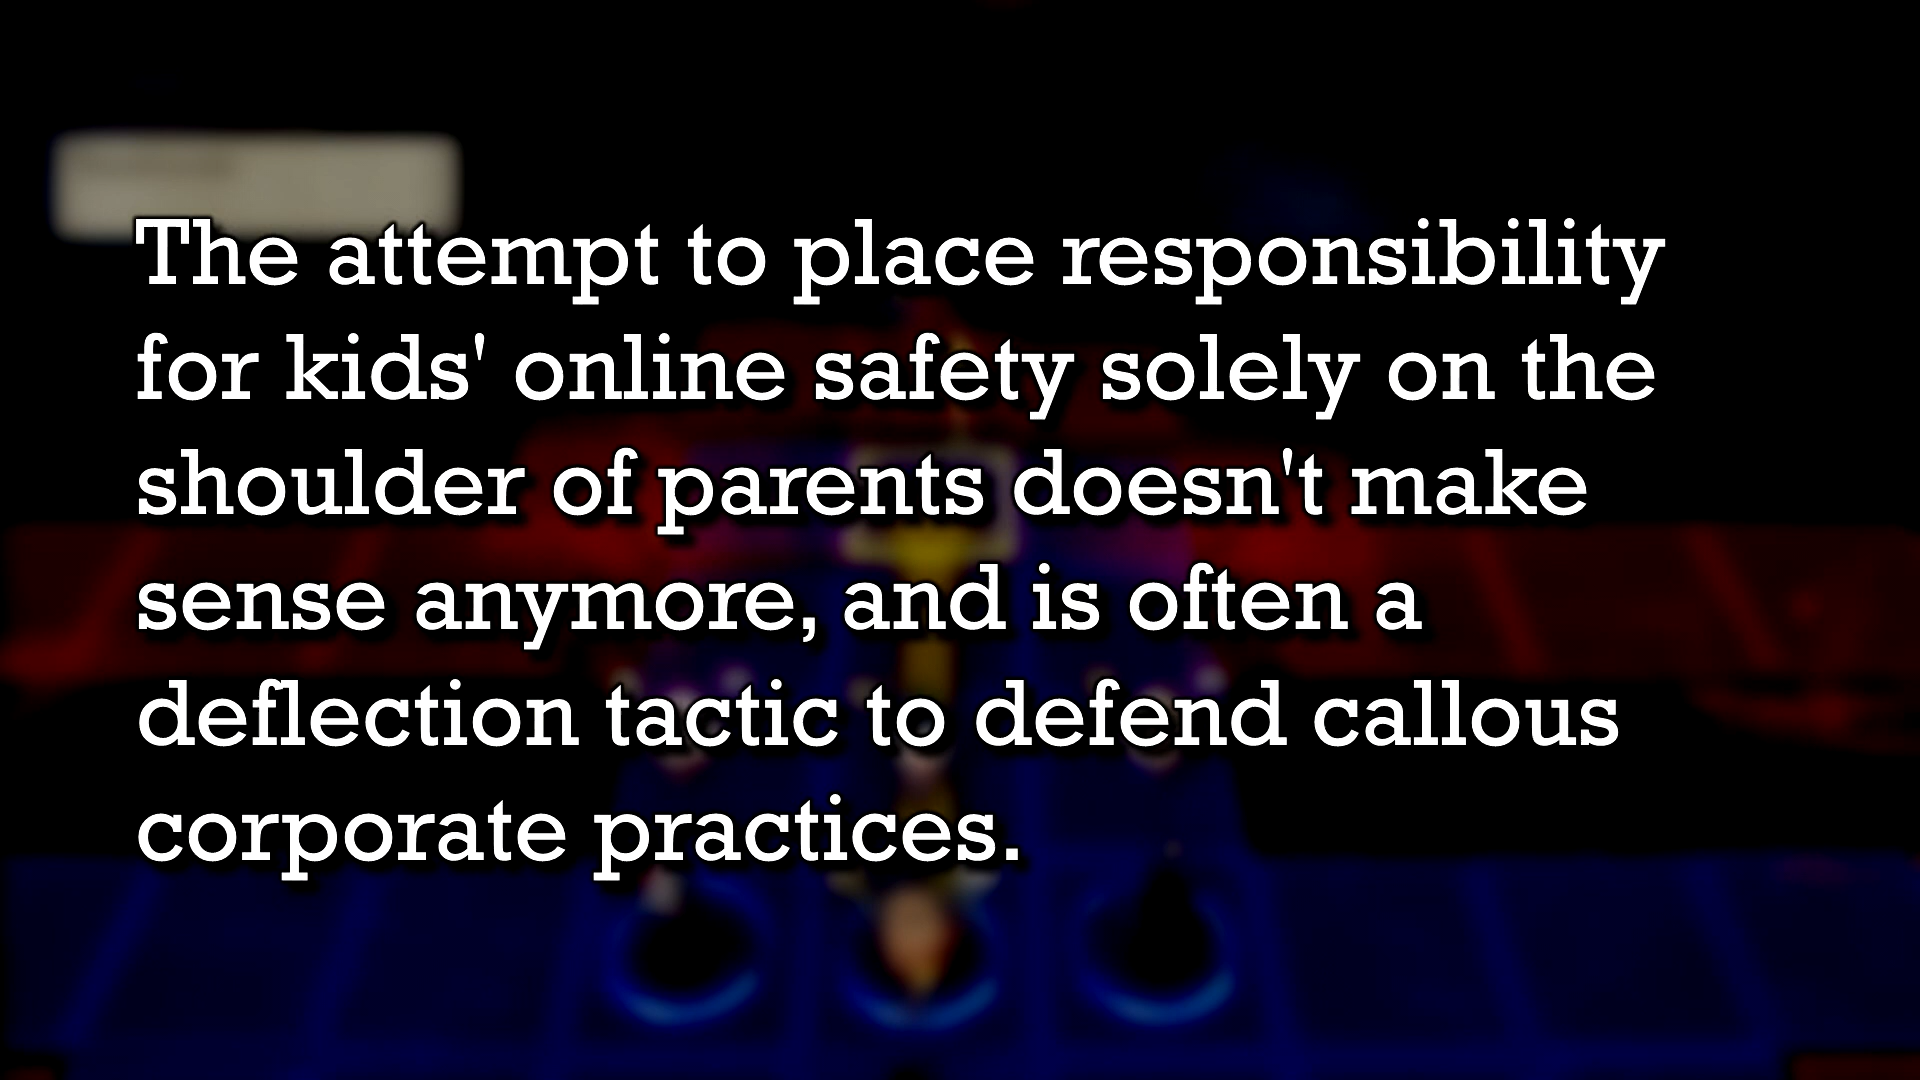 The attempt to place responsibility
for kids' online safety solely on the
shoulder of parents doesn't make
sense anymore, and is often a
deflection tactic to defend callous
corporate practices.